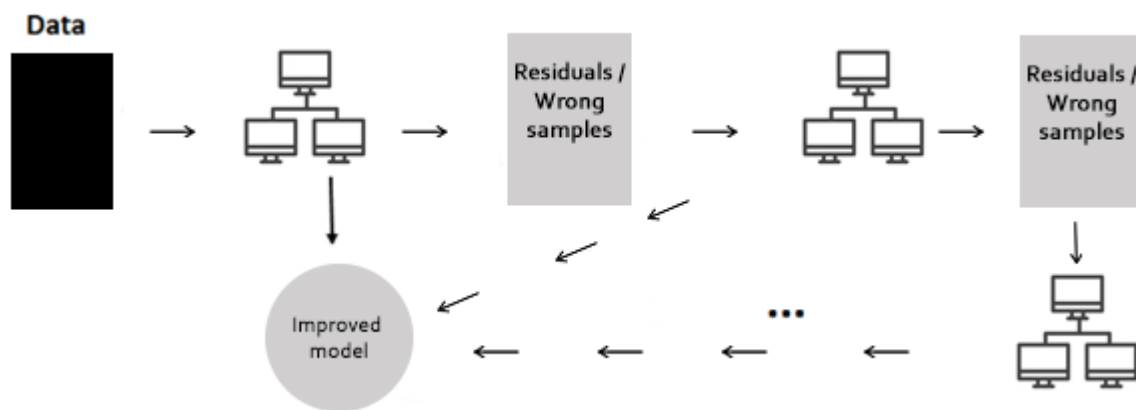 Data
Residuals /
Wrong
samples
Residuals /
Wrong
samples
Improved
model
...